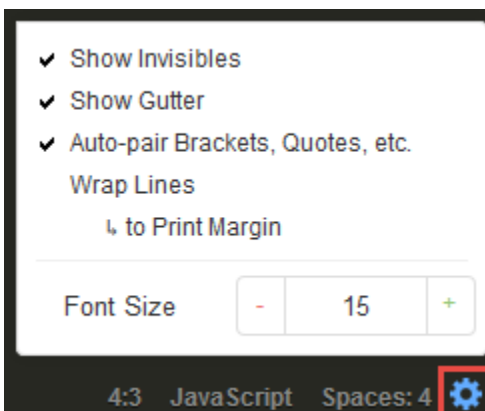 ✔ Show Invisibles
✔ Show Gutter
✔ Auto-pair Brackets, Quotes, etc.
Wrap Lines
↳ to Print Margin
Font Size - 15 +
4:3 JavaScript Spaces: 4